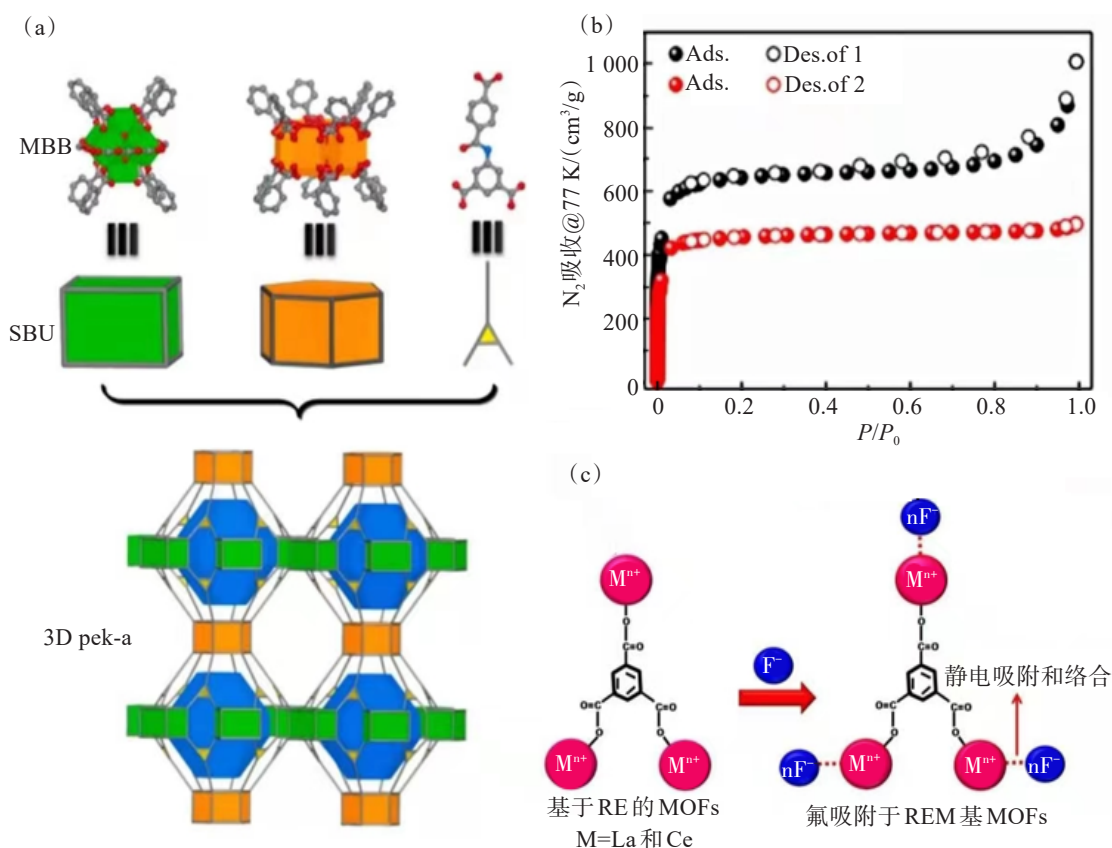 (a)
MBB
SBU
3D pek-a
(b)
Ads. Des.of 1
Ads. Des.of 2
N₂吸收@77 K/(cm³/g)
1 000
800
600
400
200
0
0 0.2 0.4 0.6 0.8 1.0
P/P₀
(c)
Mⁿ⁺
O
C=O
O=C C=O
O O
Mⁿ⁺ Mⁿ⁺
基于RE的MOFs
M=La和Ce
F⁻
nF⁻
Mⁿ⁺
O
C=O
静电吸附和络合
O=C C=O
O O
nF⁻ Mⁿ⁺ Mⁿ⁺ nF⁻
氟吸附于REM基MOFs